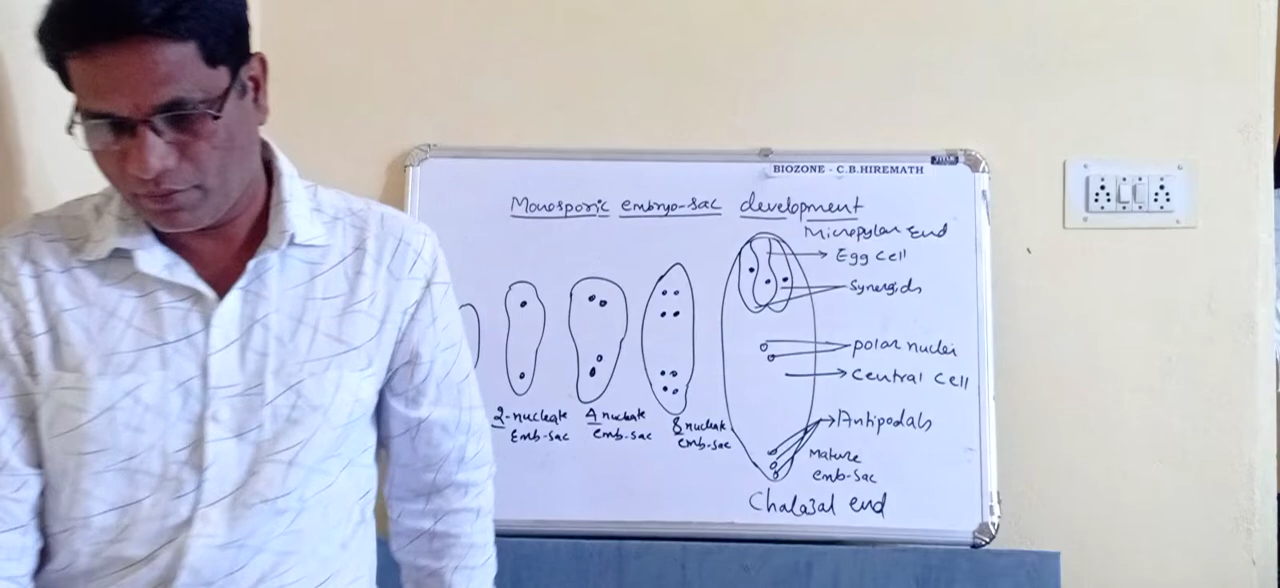 BIOZONE - C.B.HIREMATH
Monosporic embryo-sac development
Micropylar end
Egg cell
Synergids
polar nuclei
Central cell
Antipodals
2-nucleate
Emb-sac
4 nucleate
emb-sac
8 nucleate
emb-sac
Mature
emb-sac
Chalazal end